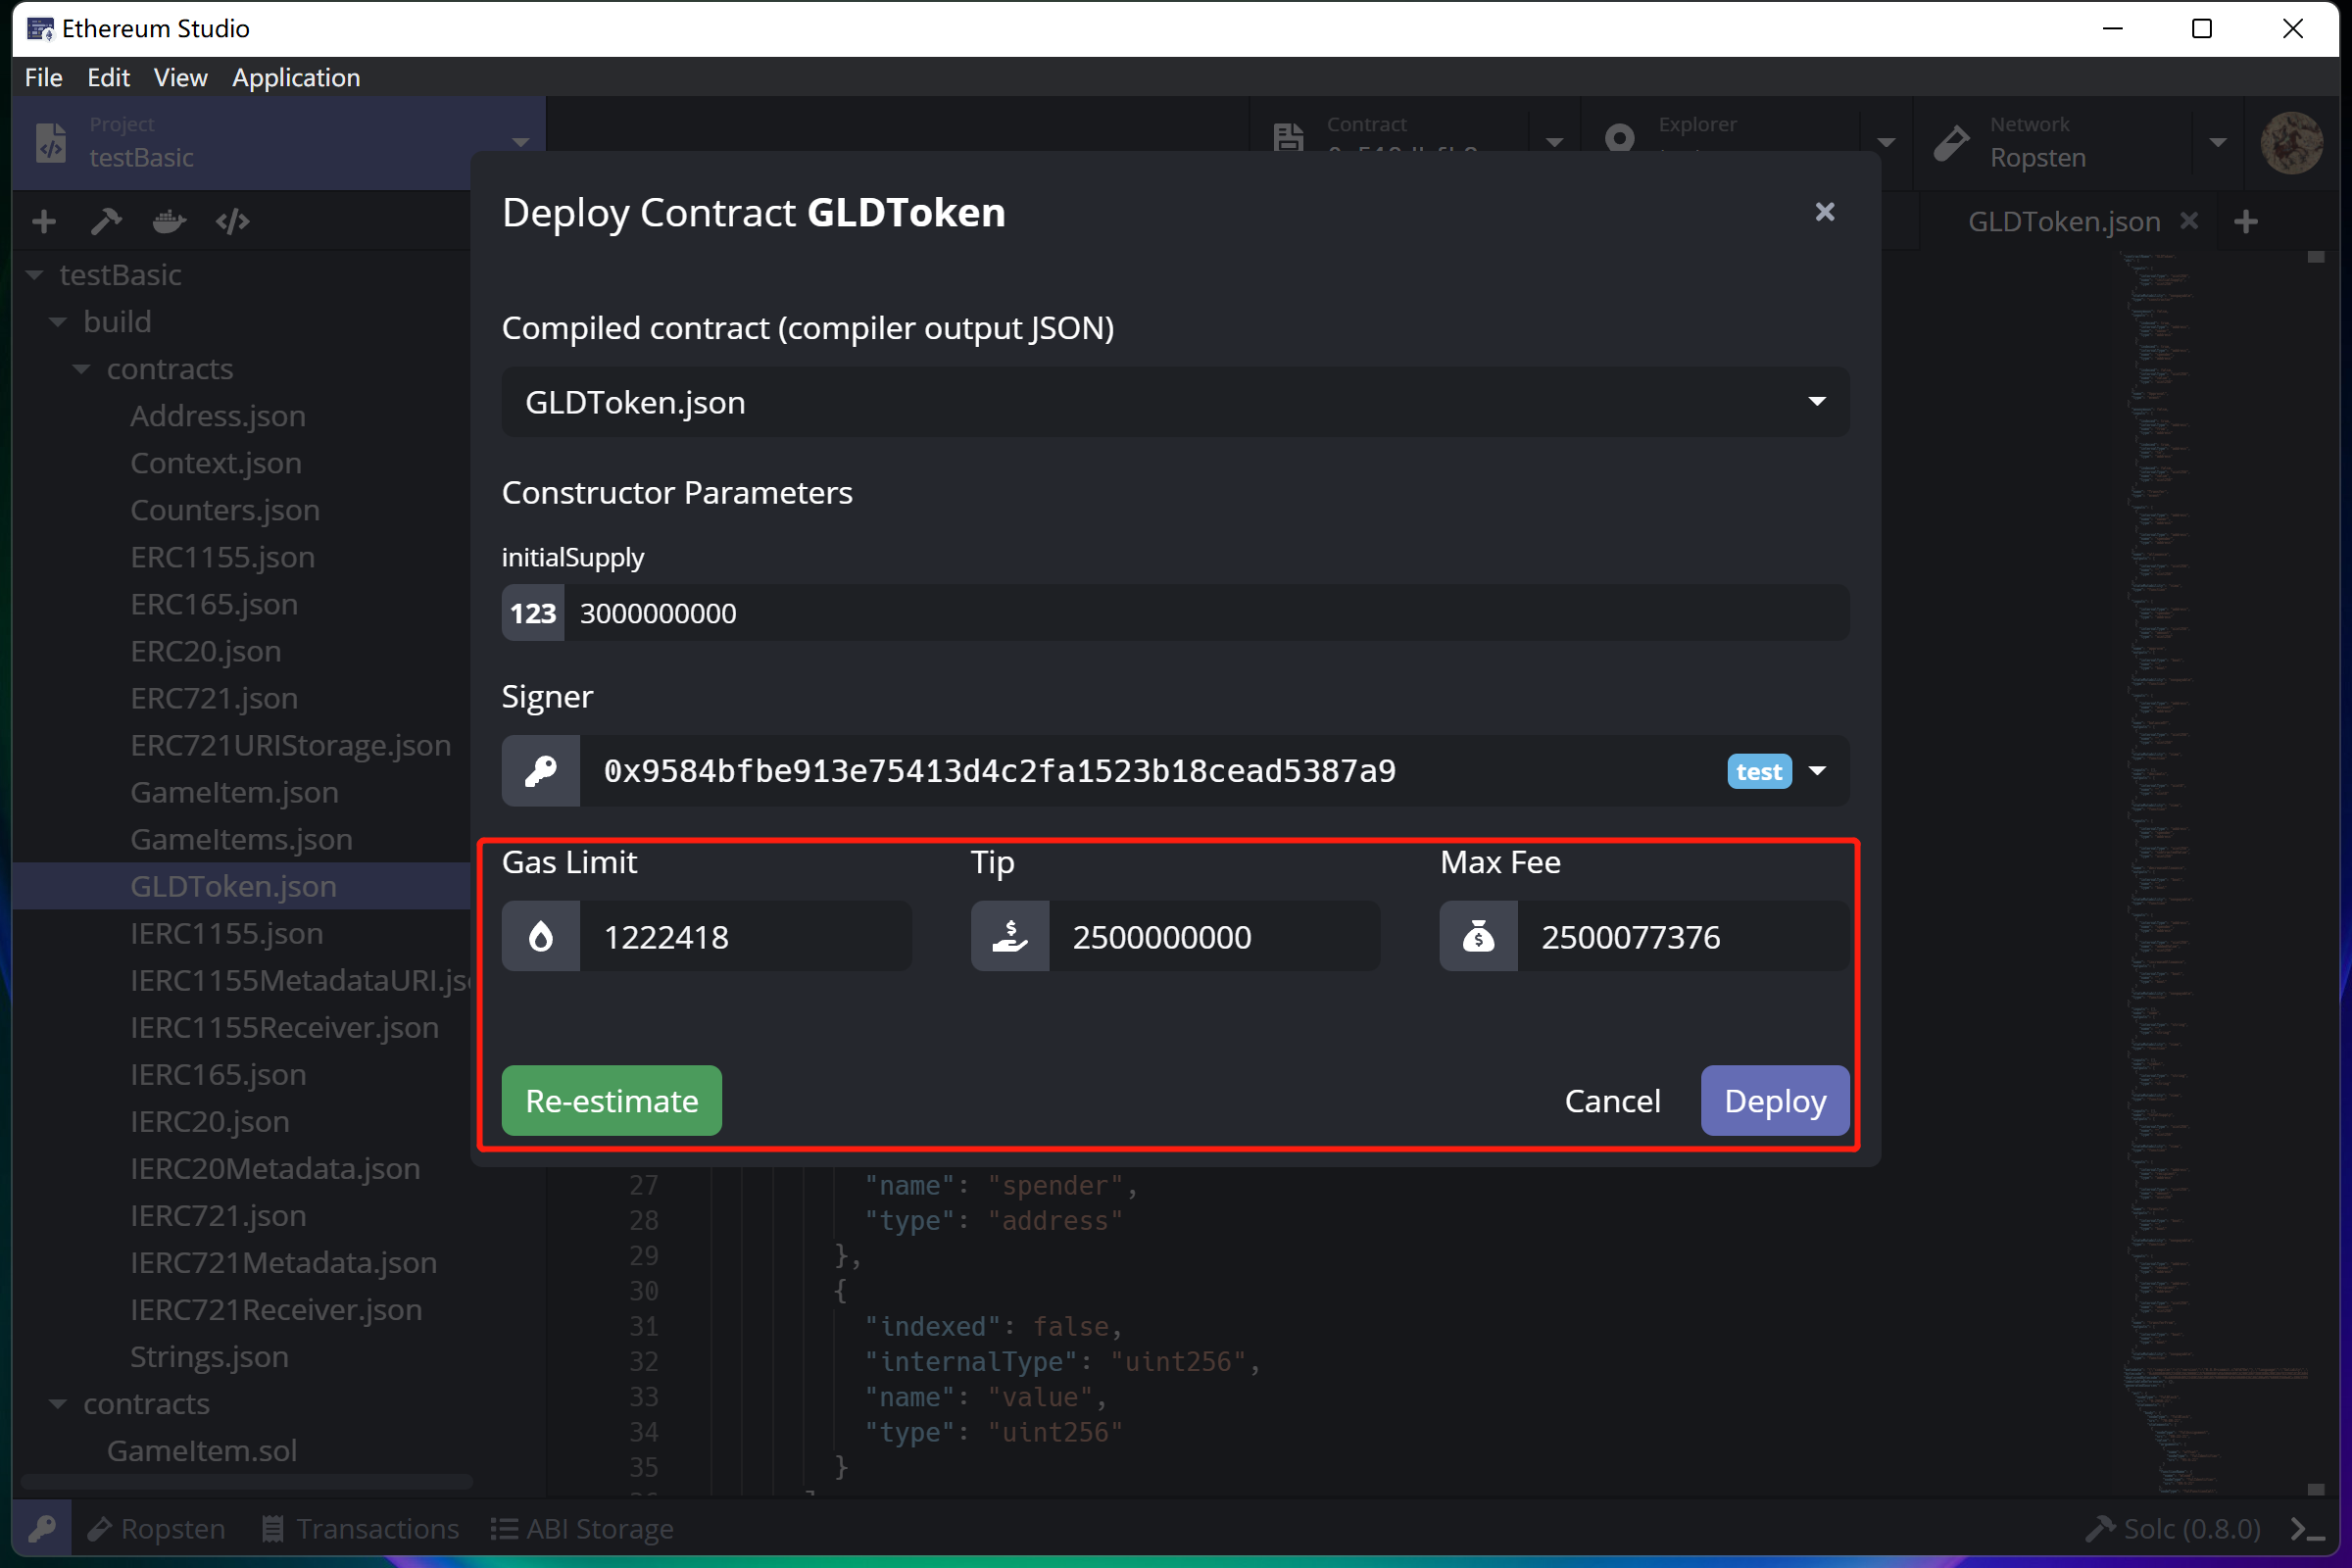 Ethereum Studio
File Edit View Application
Project
testBasic
Contract
Explorer
Network
Ropsten
GLDToken.json
testBasic
build
contracts
Address.json
Context.json
Counters.json
ERC1155.json
ERC165.json
ERC20.json
ERC721.json
ERC721URIStorage.json
GameItem.json
GameItems.json
GLDToken.json
IERC1155.json
IERC1155MetadataURI.js
IERC1155Receiver.json
IERC165.json
IERC20.json
IERC20Metadata.json
IERC721.json
IERC721Metadata.json
IERC721Receiver.json
Strings.json
contracts
GameItem.sol
Deploy Contract GLDToken
Compiled contract (compiler output JSON)
GLDToken.json
Constructor Parameters
initialSupply
123 3000000000
Signer
0x9584bfbe913e75413d4c2fa1523b18cead5387a9 test
Gas Limit Tip Max Fee
1222418 2500000000 2500077376
Re-estimate Cancel Deploy
27 "name": "spender",
28 "type": "address"
29 },
30 {
31 "indexed": false,
32 "internalType": "uint256",
33 "name": "value",
34 "type": "uint256"
35 }
Ropsten Transactions ABI Storage Solc (0.8.0)